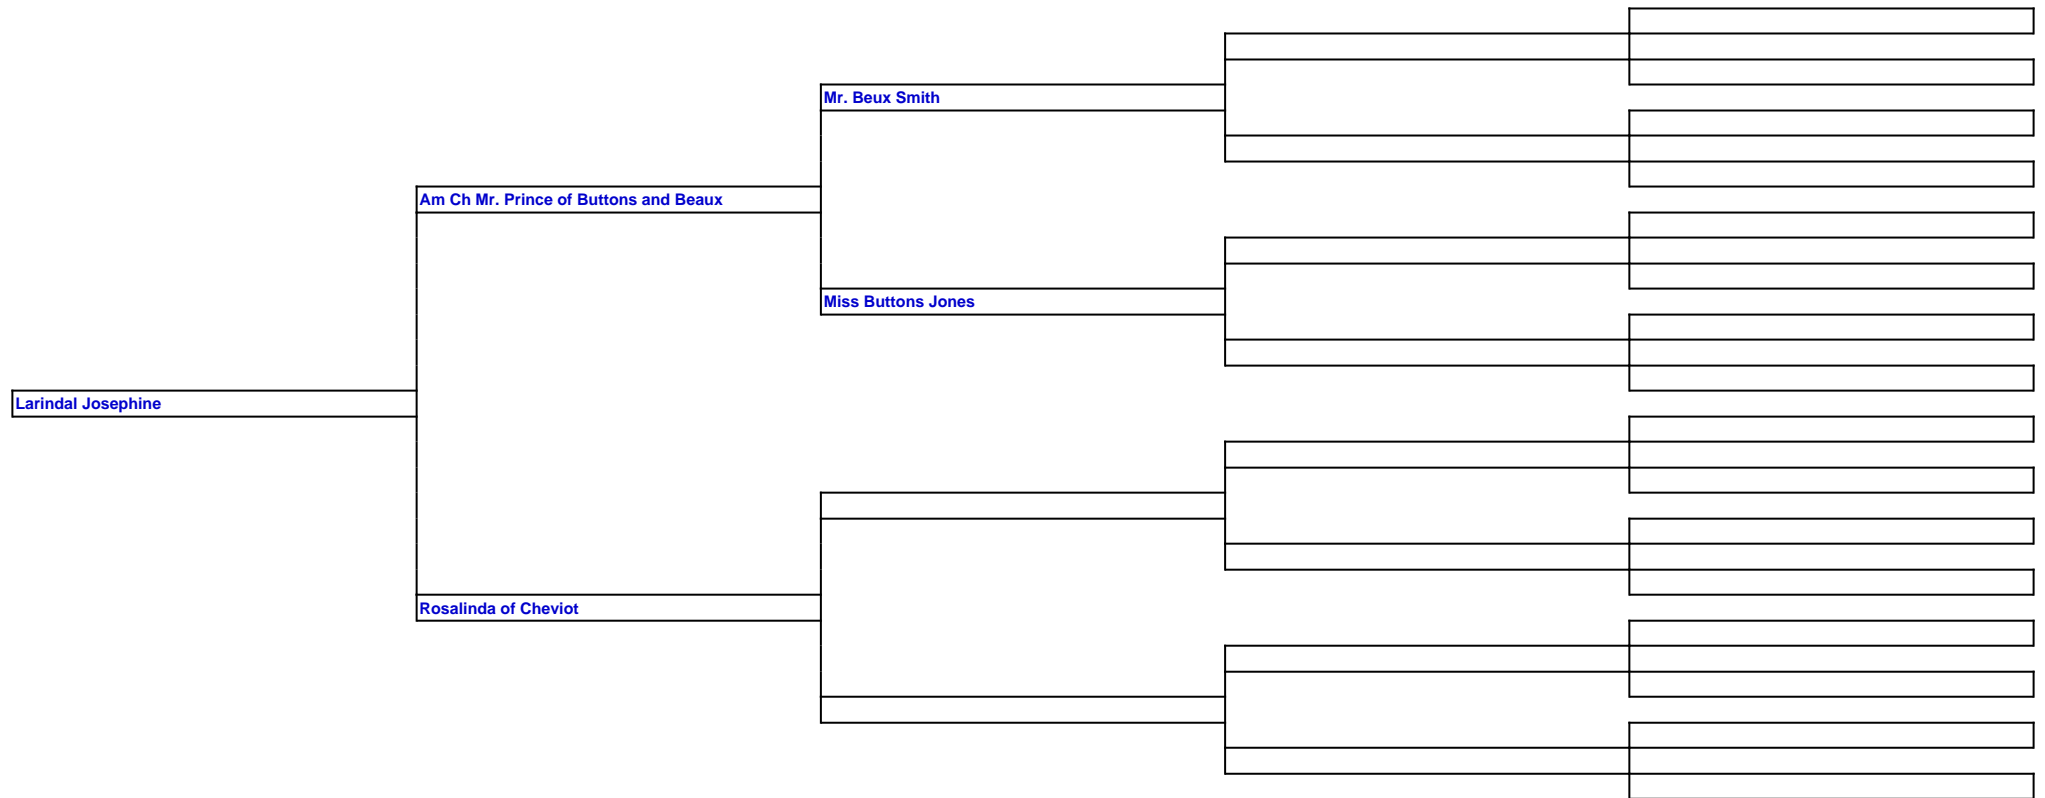 Mr. Beux Smith
Am Ch Mr. Prince of Buttons and Beaux
Miss Buttons Jones
Larindal Josephine
Rosalinda of Cheviot